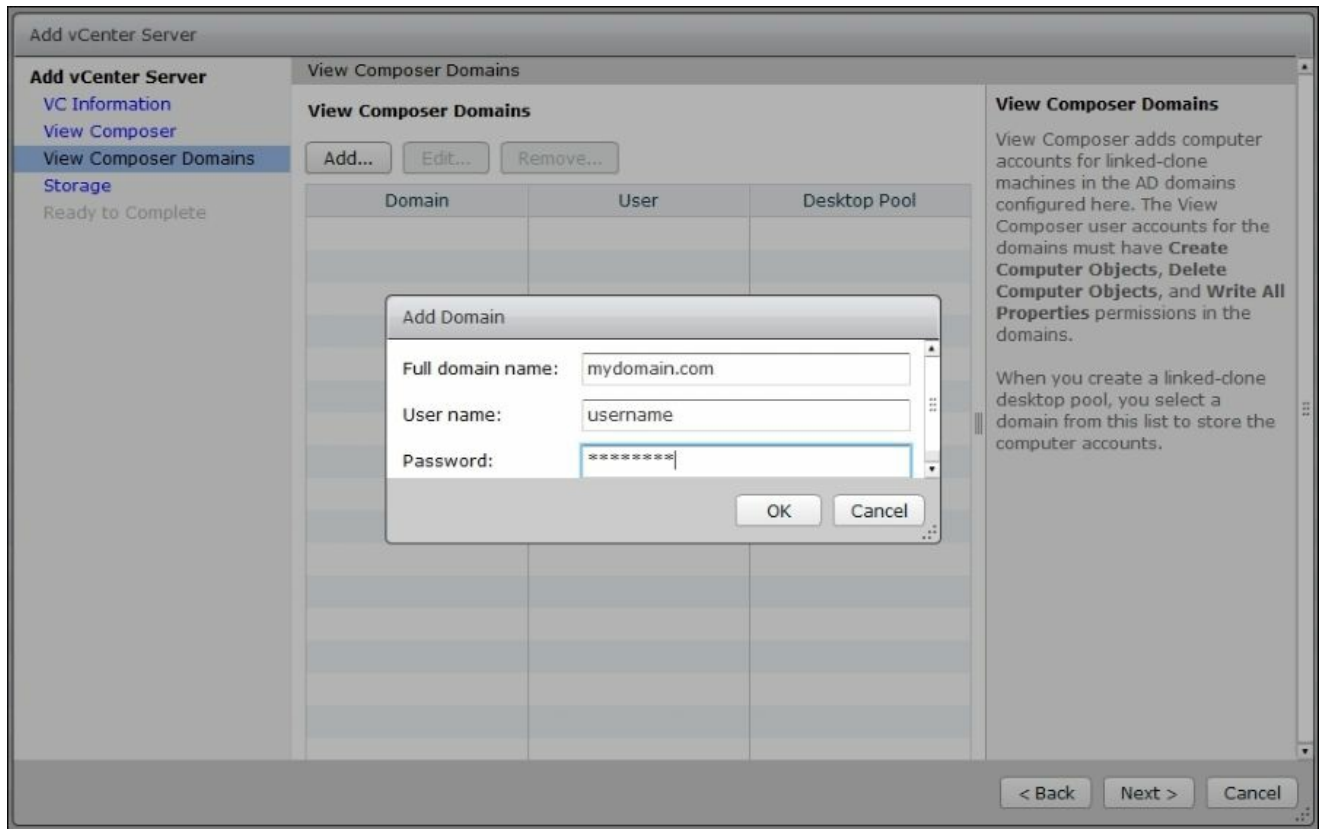 Add vCenter Server
Add vCenter Server
VC Information
View Composer
View Composer Domains
Storage
Ready to Complete
View Composer Domains
View Composer Domains
Add... Edit... Remove...
Domain User Desktop Pool
Add Domain
Full domain name: mydomain.com
User name: username
Password: ********
OK Cancel
View Composer Domains
View Composer adds computer
accounts for linked-clone
machines in the AD domains
configured here. The View
Composer user accounts for the
domains must have Create
Computer Objects, Delete
Computer Objects, and Write All
Properties permissions in the
domains.
When you create a linked-clone
desktop pool, you select a
domain from this list to store the
computer accounts.
< Back Next > Cancel